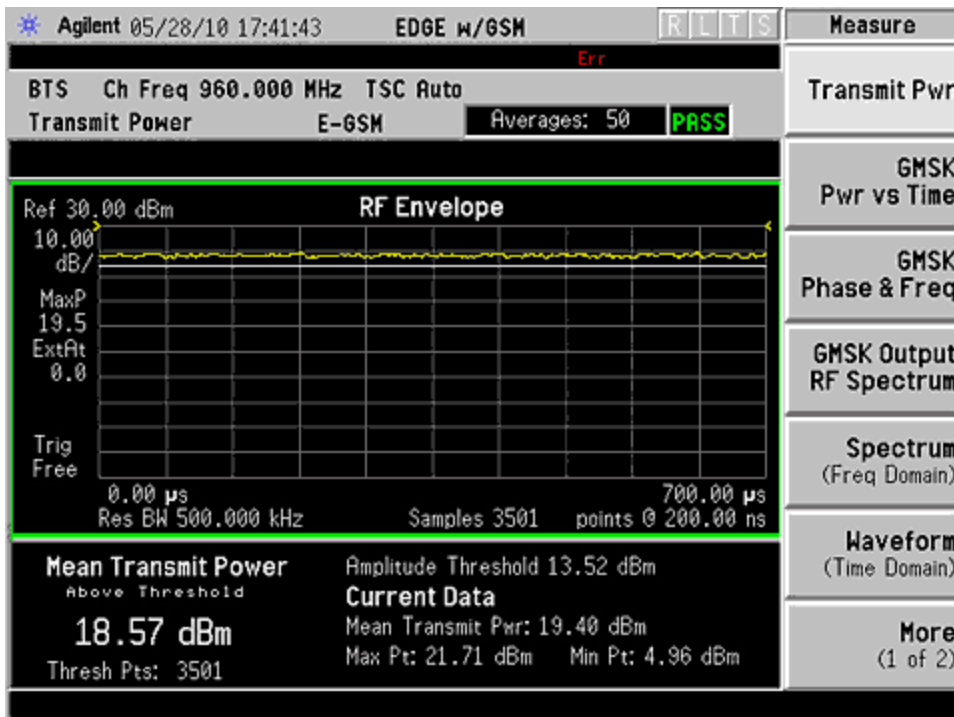 Agilent 05/28/10 17:41:43 EDGE w/GSM R L T S
Err
BTS Ch Freq 960.000 MHz TSC Auto
Transmit Power E-GSM Averages: 50 PASS
Ref 30.00 dBm RF Envelope
10.00
dB/
MaxP
19.5
ExtAt
0.0
Trig
Free
0.00 µs 700.00 µs
Res BW 500.000 kHz Samples 3501 points @ 200.00 ns
Mean Transmit Power
Above Threshold
18.57 dBm
Thresh Pts: 3501
Amplitude Threshold 13.52 dBm
Current Data
Mean Transmit Pwr: 19.40 dBm
Max Pt: 21.71 dBm Min Pt: 4.96 dBm
Measure
Transmit Pwr
GMSK
Pwr vs Time
GMSK
Phase & Freq
GMSK Output
RF Spectrum
Spectrum
(Freq Domain)
Waveform
(Time Domain)
More
(1 of 2)